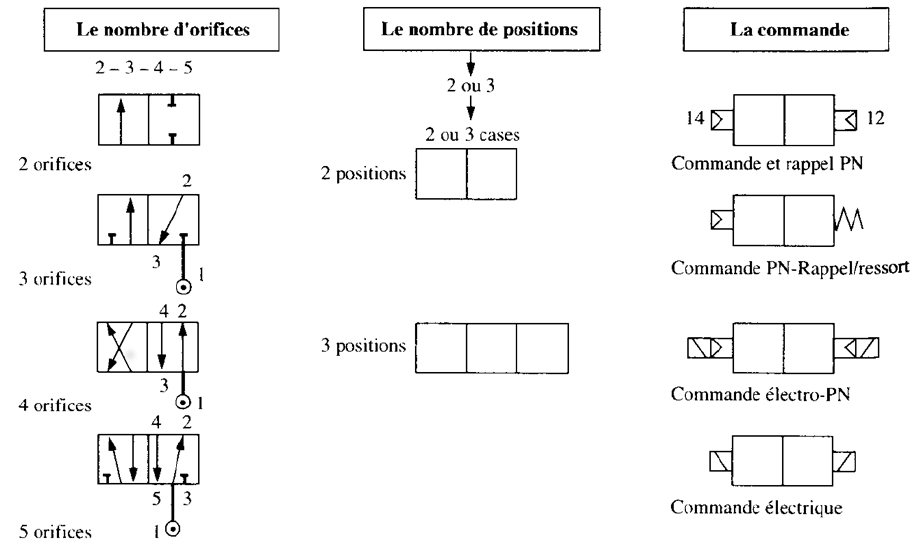 Le nombre d'orifices
2 – 3 – 4 – 5
2 orifices
2
3
1
3 orifices
4 2
3
1
4 orifices
4 2
5 3
1
5 orifices
Le nombre de positions
2 ou 3
2 ou 3 cases
2 positions
3 positions
La commande
14 12
Commande et rappel PN
Commande PN-Rappel/ressort
Commande électro-PN
Commande électrique